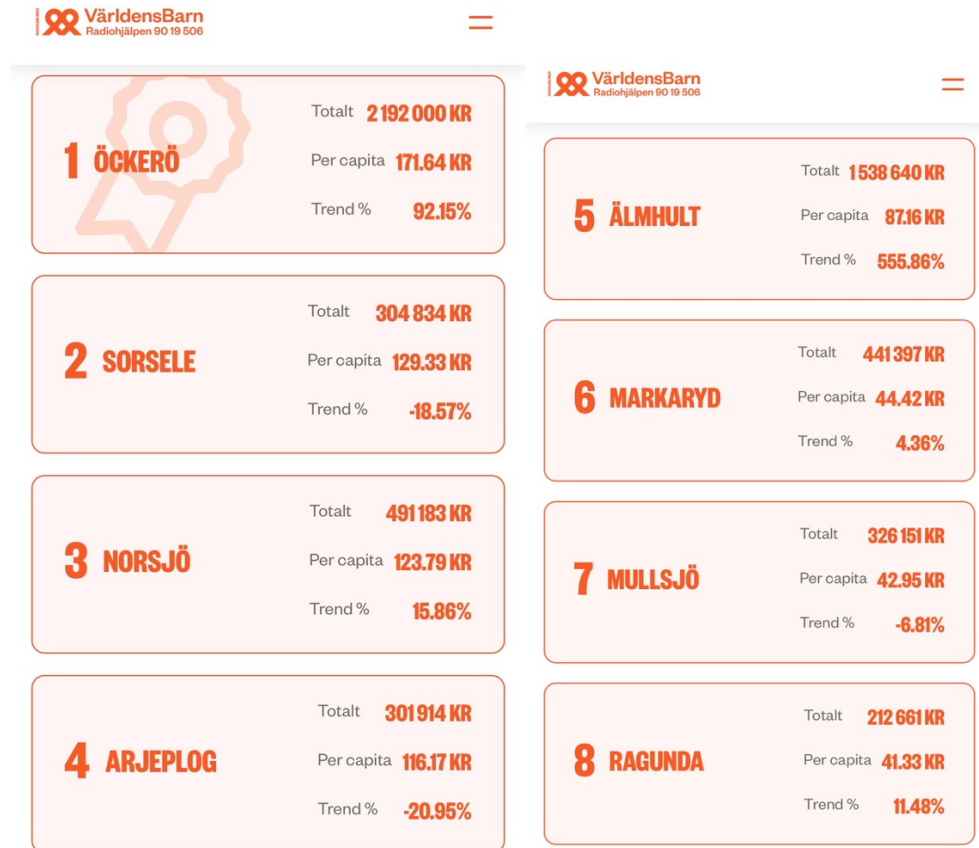 VärldensBarn
Radiohjälpen 90 19 506
1 ÖCKERÖ
Totalt 2 192 000 KR
Per capita 171.64 KR
Trend % 92.15%
2 SORSELE
Totalt 304 834 KR
Per capita 129.33 KR
Trend % -18.57%
3 NORSJÖ
Totalt 491 183 KR
Per capita 123.79 KR
Trend % 15.86%
4 ARJEPLOG
Totalt 301 914 KR
Per capita 116.17 KR
Trend % -20.95%
VärldensBarn
Radiohjälpen 90 19 506
5 ÄLMHULT
Totalt 1 538 640 KR
Per capita 87.16 KR
Trend % 555.86%
6 MARKARYD
Totalt 441 397 KR
Per capita 44.42 KR
Trend % 4.36%
7 MULLSJÖ
Totalt 326 151 KR
Per capita 42.95 KR
Trend % -6.81%
8 RAGUNDA
Totalt 212 661 KR
Per capita 41.33 KR
Trend % 11.48%